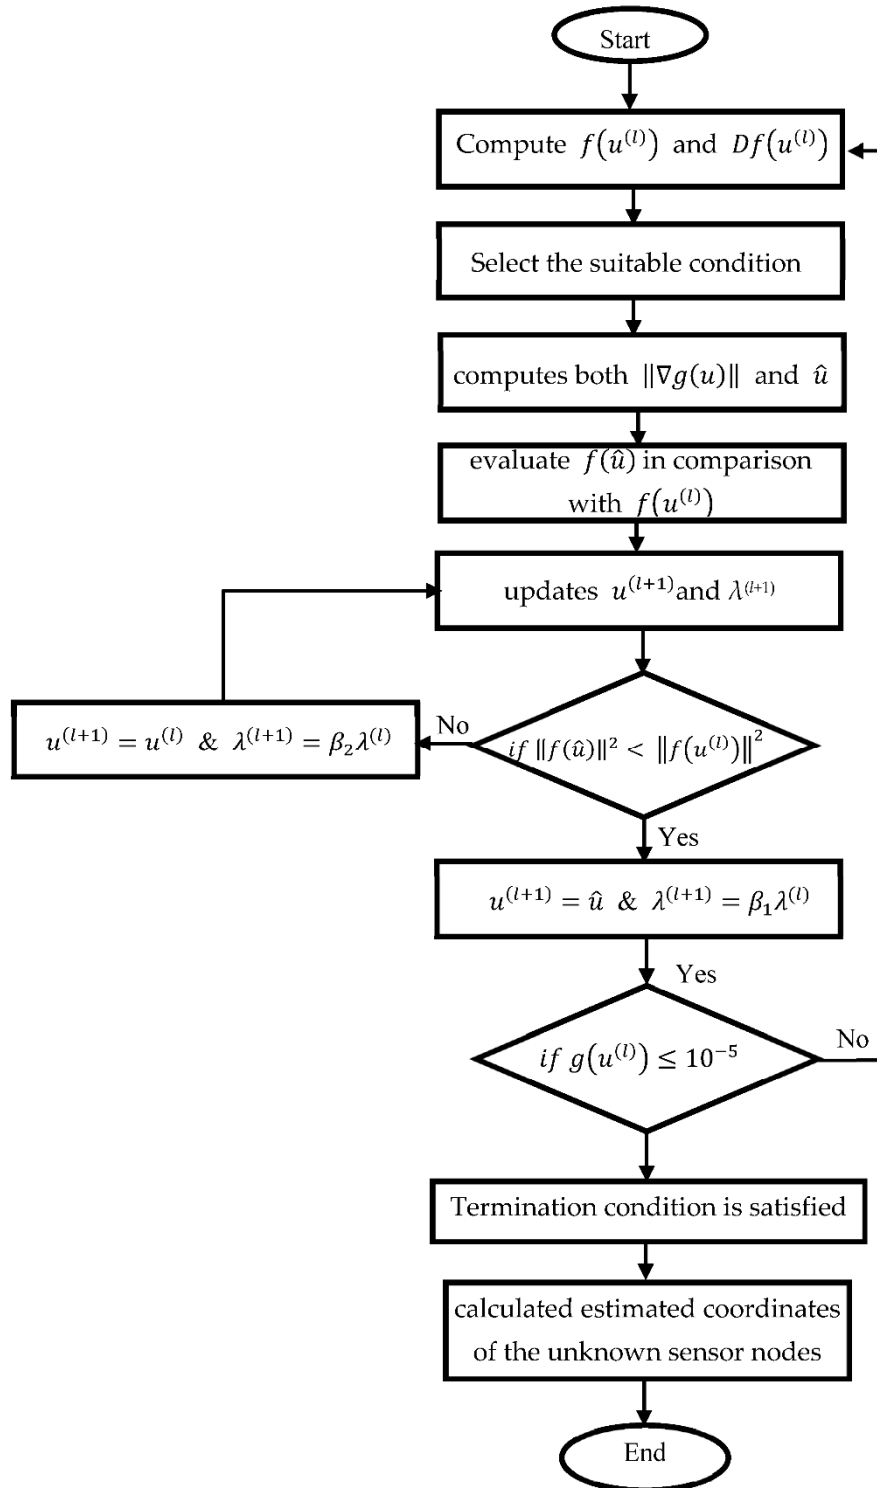 Start
Compute f(u⁽ˡ⁾) and Df(u⁽ˡ⁾)
Select the suitable condition
computes both ‖∇g(u)‖ and û
evaluate f(û) in comparison
with f(u⁽ˡ⁾)
updates u⁽ˡ⁺¹⁾and λ⁽ˡ⁺¹⁾
u⁽ˡ⁺¹⁾ = u⁽ˡ⁾ & λ⁽ˡ⁺¹⁾ = β₂λ⁽ˡ⁾
No
if ‖f(û)‖² < ‖f(u⁽ˡ⁾)‖²
Yes
u⁽ˡ⁺¹⁾ = û & λ⁽ˡ⁺¹⁾ = β₁λ⁽ˡ⁾
Yes
if g(u⁽ˡ⁾) ≤ 10⁻⁵
No
Termination condition is satisfied
calculated estimated coordinates
of the unknown sensor nodes
End